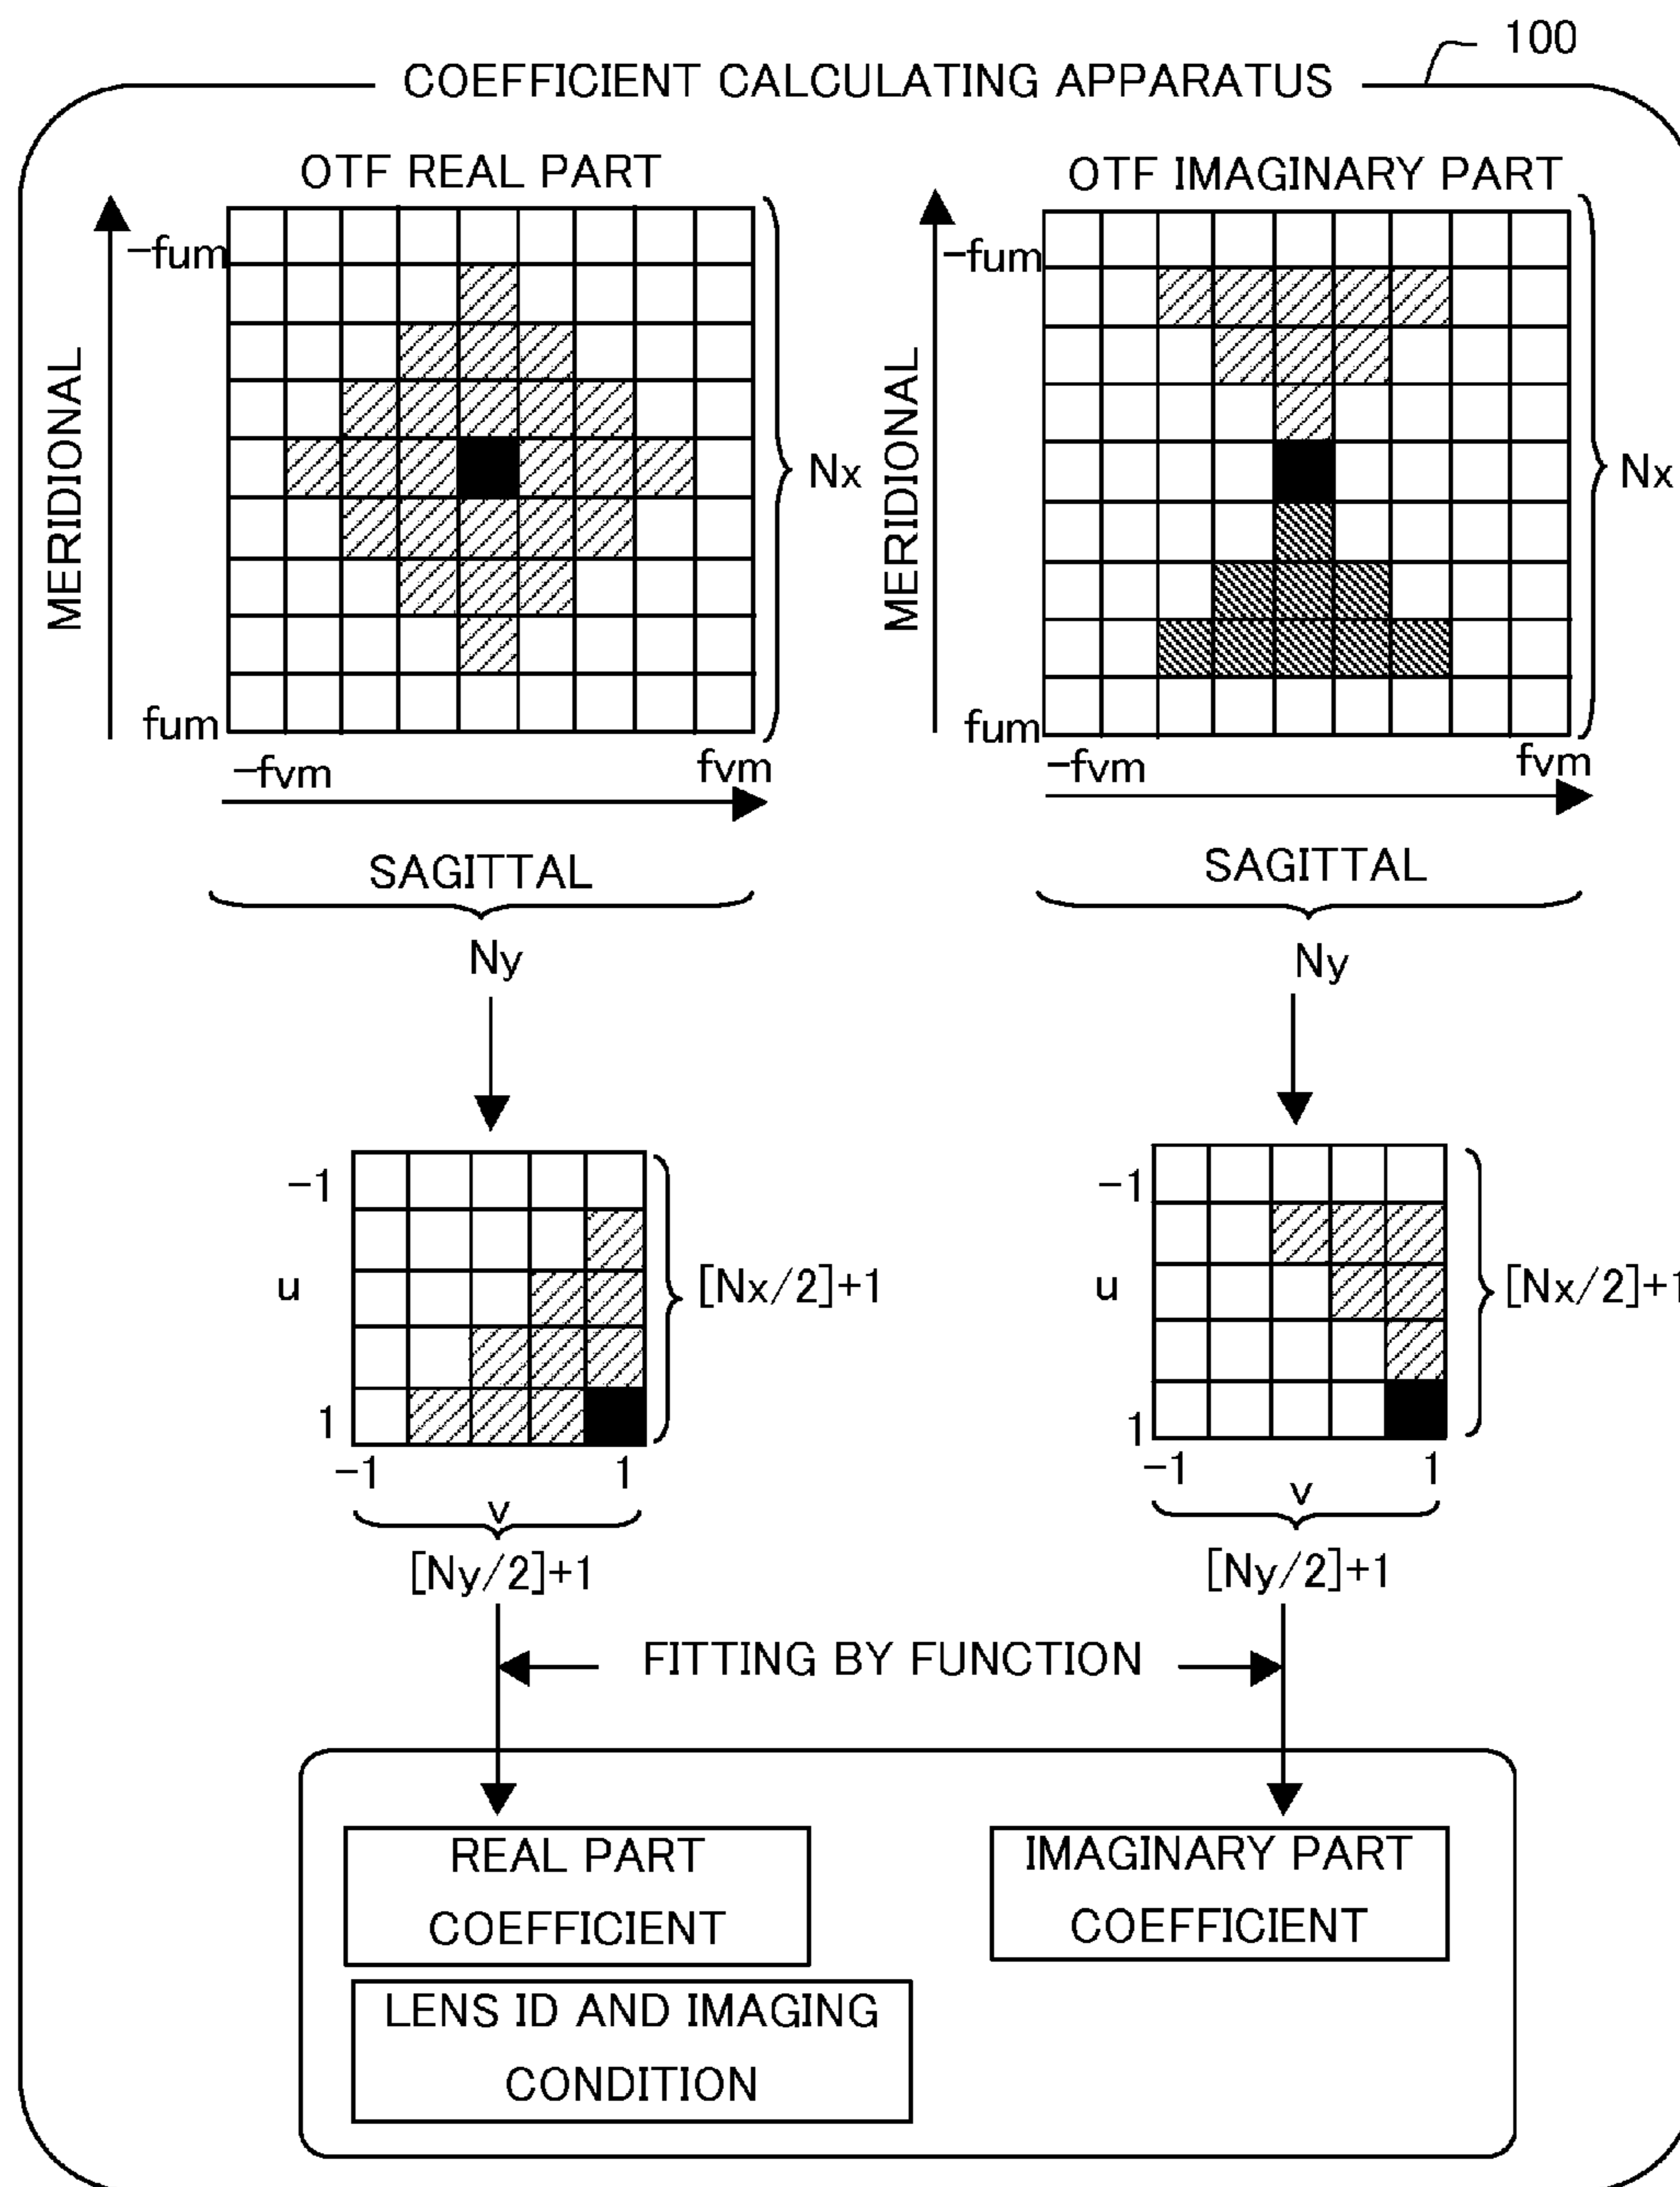 100
COEFFICIENT CALCULATING APPARATUS
OTF REAL PART
OTF IMAGINARY PART
MERIDIONAL
−fum
fum
−fvm
fvm
Nx
SAGITTAL
Ny
MERIDIONAL
−fum
fum
−fvm
fvm
Nx
SAGITTAL
Ny
−1
u
1
−1
1
v
[Nx/2]+1
[Ny/2]+1
−1
u
1
−1
1
v
[Nx/2]+1
[Ny/2]+1
FITTING BY FUNCTION
REAL PART
COEFFICIENT
IMAGINARY PART
COEFFICIENT
LENS ID AND IMAGING
CONDITION